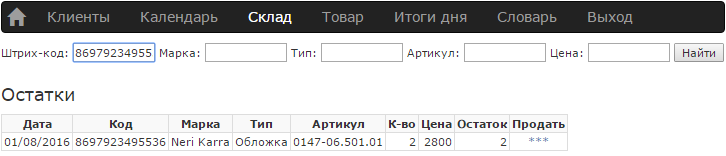 Клиенты Календарь Склад Товар Итоги дня Словарь Выход
Штрих-код: 86979234955 Марка: Тип: Артикул: Цена: Найти
Остатки
Дата Код Марка Тип Артикул К-во Цена Остаток Продать
01/08/2016 8697923495536 Neri Karra Обложка 0147-06.501.01 2 2800 2 ***